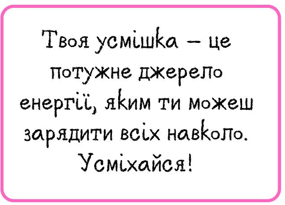 Твоя усмішка – це
потужне джерело
енергії, яким ти можеш
зарядити всіх навколо.
Усміхайся!